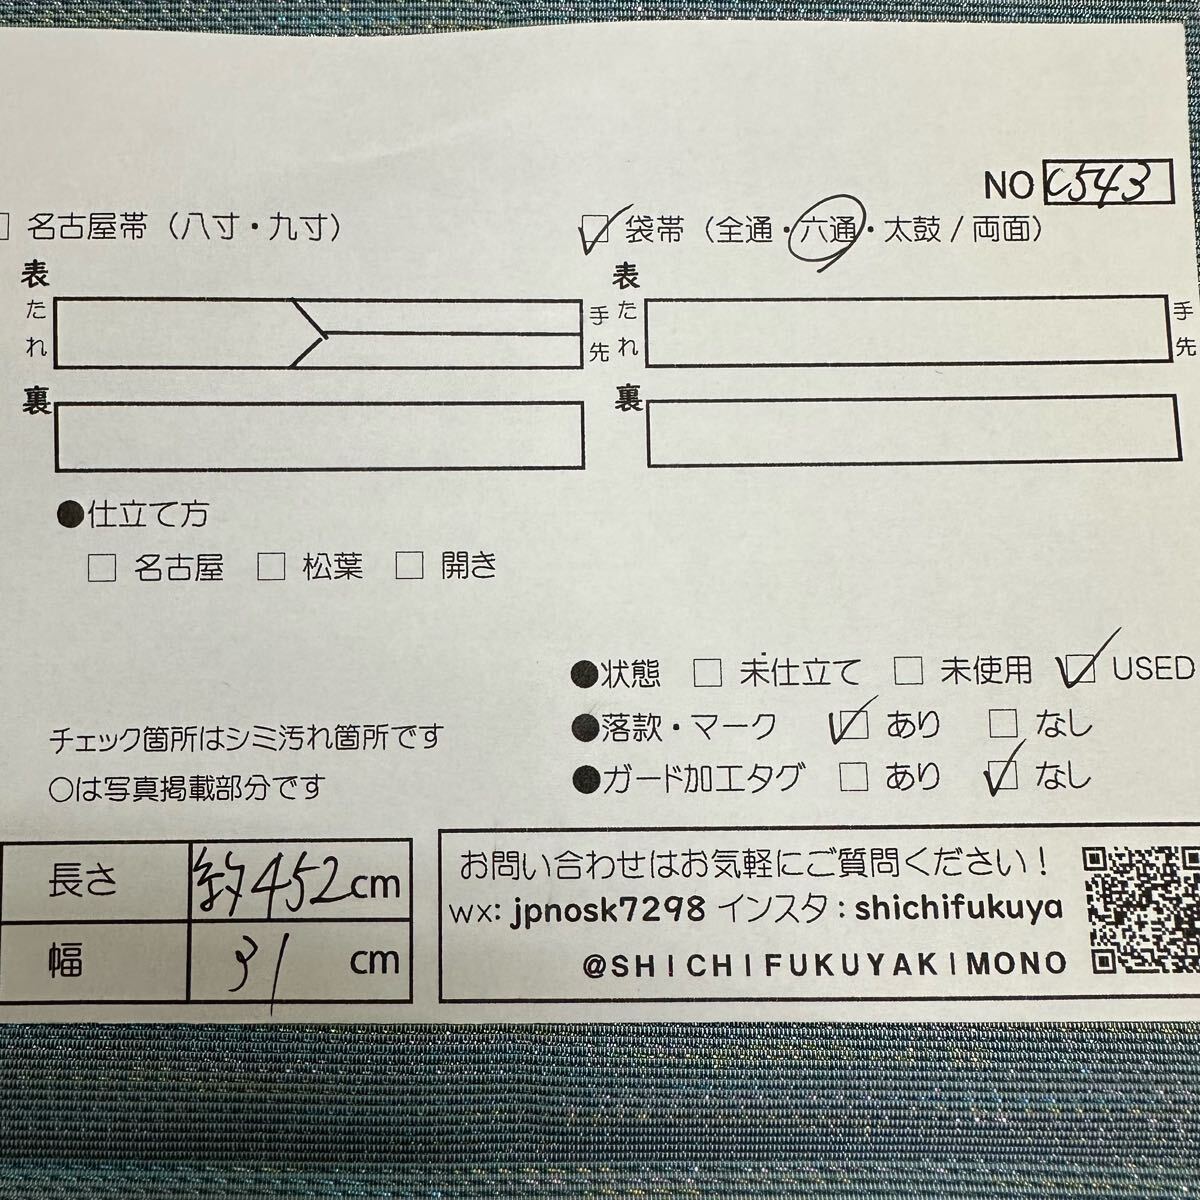 NO C543
□ 名古屋帯（八寸・九寸）
☑ 袋帯（全通・六通・太鼓/両面）
表
たれ
手先
裏
表
たれ
手先
裏
●仕立て方
□ 名古屋 □ 松葉 □ 開き
●状態 □ 未仕立て □ 未使用 ☑ USED
●落款・マーク ☑ あり □ なし
●ガード加工タグ □ あり ☑ なし
チェック箇所はシミ汚れ箇所です
○は写真掲載部分です
長さ 約452cm
幅 31 cm
お問い合わせはお気軽にご質問ください！
wx: jpnosk7298 インスタ：shichifukuya
@SHICHIFUKUYAKIMONO